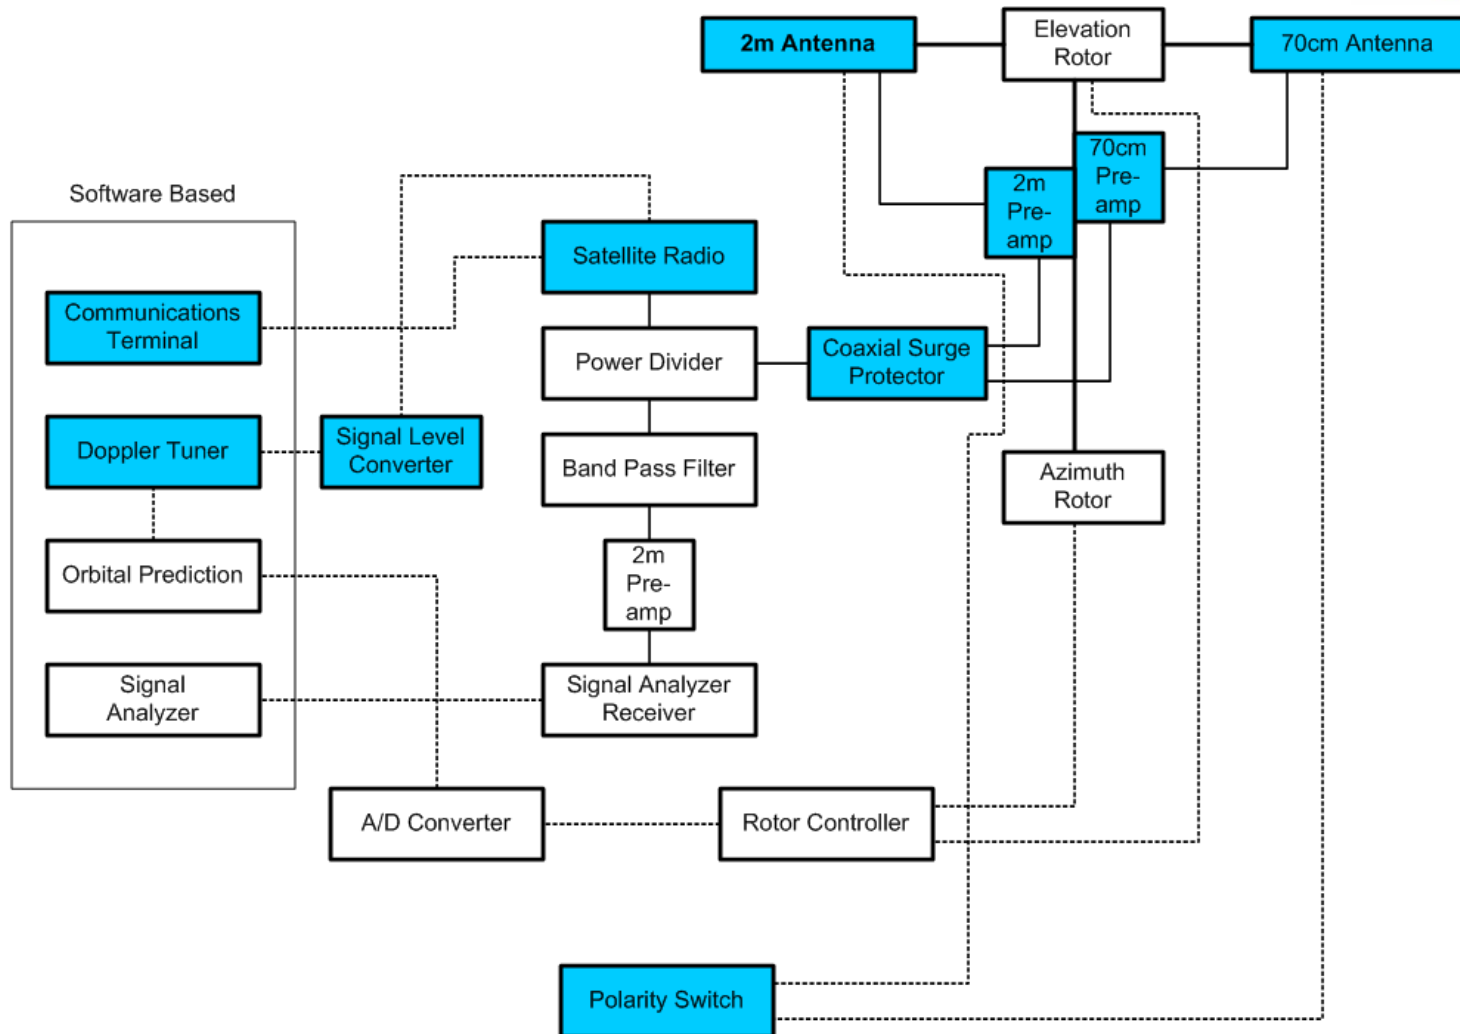 2m Antenna
Elevation
Rotor
70cm Antenna
70cm
Pre-
amp
2m
Pre-
amp
Software Based
Satellite Radio
Communications
Terminal
Power Divider
Coaxial Surge
Protector
Doppler Tuner
Signal Level
Converter
Band Pass Filter
Azimuth
Rotor
Orbital Prediction
2m
Pre-
amp
Signal
Analyzer
Signal Analyzer
Receiver
A/D Converter
Rotor Controller
Polarity Switch